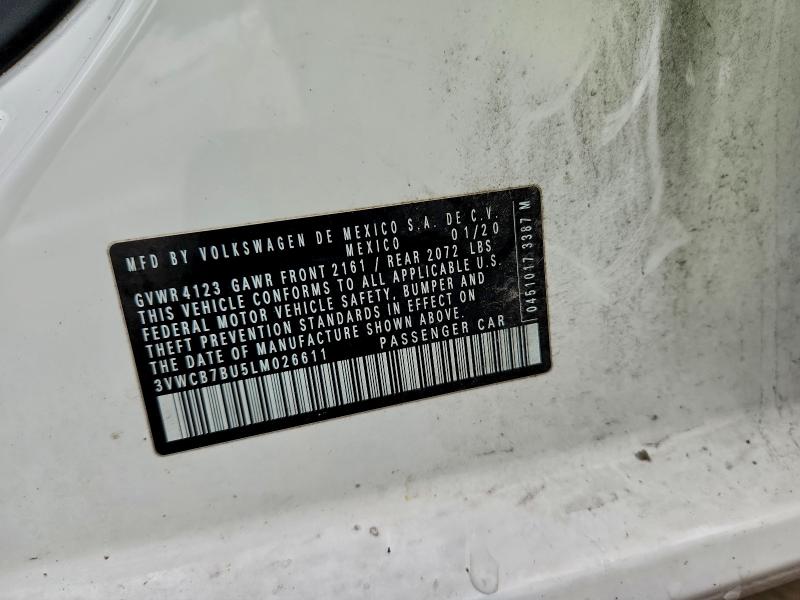 MFD BY VOLKSWAGEN DE MEXICO S.A. DE C.V.
MEXICO 01/20
GVWR 4123 GAWR FRONT 2161 / REAR 2072 LBS
THIS VEHICLE CONFORMS TO ALL APPLICABLE U.S.
FEDERAL MOTOR VEHICLE SAFETY, BUMPER AND
THEFT PREVENTION STANDARDS IN EFFECT ON
THE DATE OF MANUFACTURE SHOWN ABOVE.
3VWCB7BU5LM026611 PASSENGER CAR
0451017 3387 M